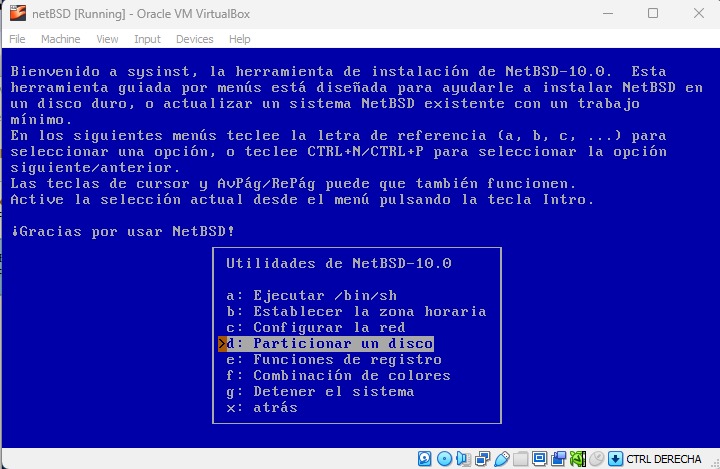 netBSD [Running] - Oracle VM VirtualBox
File Machine View Input Devices Help
Bienvenido a sysinst, la herramienta de instalación de NetBSD-10.0. Esta
herramienta guiada por menús está diseñada para ayudarle a instalar NetBSD en
un disco duro, o actualizar un sistema NetBSD existente con un trabajo
mínimo.
En los siguientes menús teclee la letra de referencia (a, b, c, ...) para
seleccionar una opción, o teclee CTRL+N/CTRL+P para seleccionar la opción
siguiente/anterior.
Las teclas de cursor y AvPág/RePág puede que también funcionen.
Active la selección actual desde el menú pulsando la tecla Intro.
¡Gracias por usar NetBSD!
Utilidades de NetBSD-10.0
a: Ejecutar /bin/sh
b: Establecer la zona horaria
c: Configurar la red
>d: Particionar un disco
e: Funciones de registro
f: Combinación de colores
g: Detener el sistema
x: atrás
CTRL DERECHA